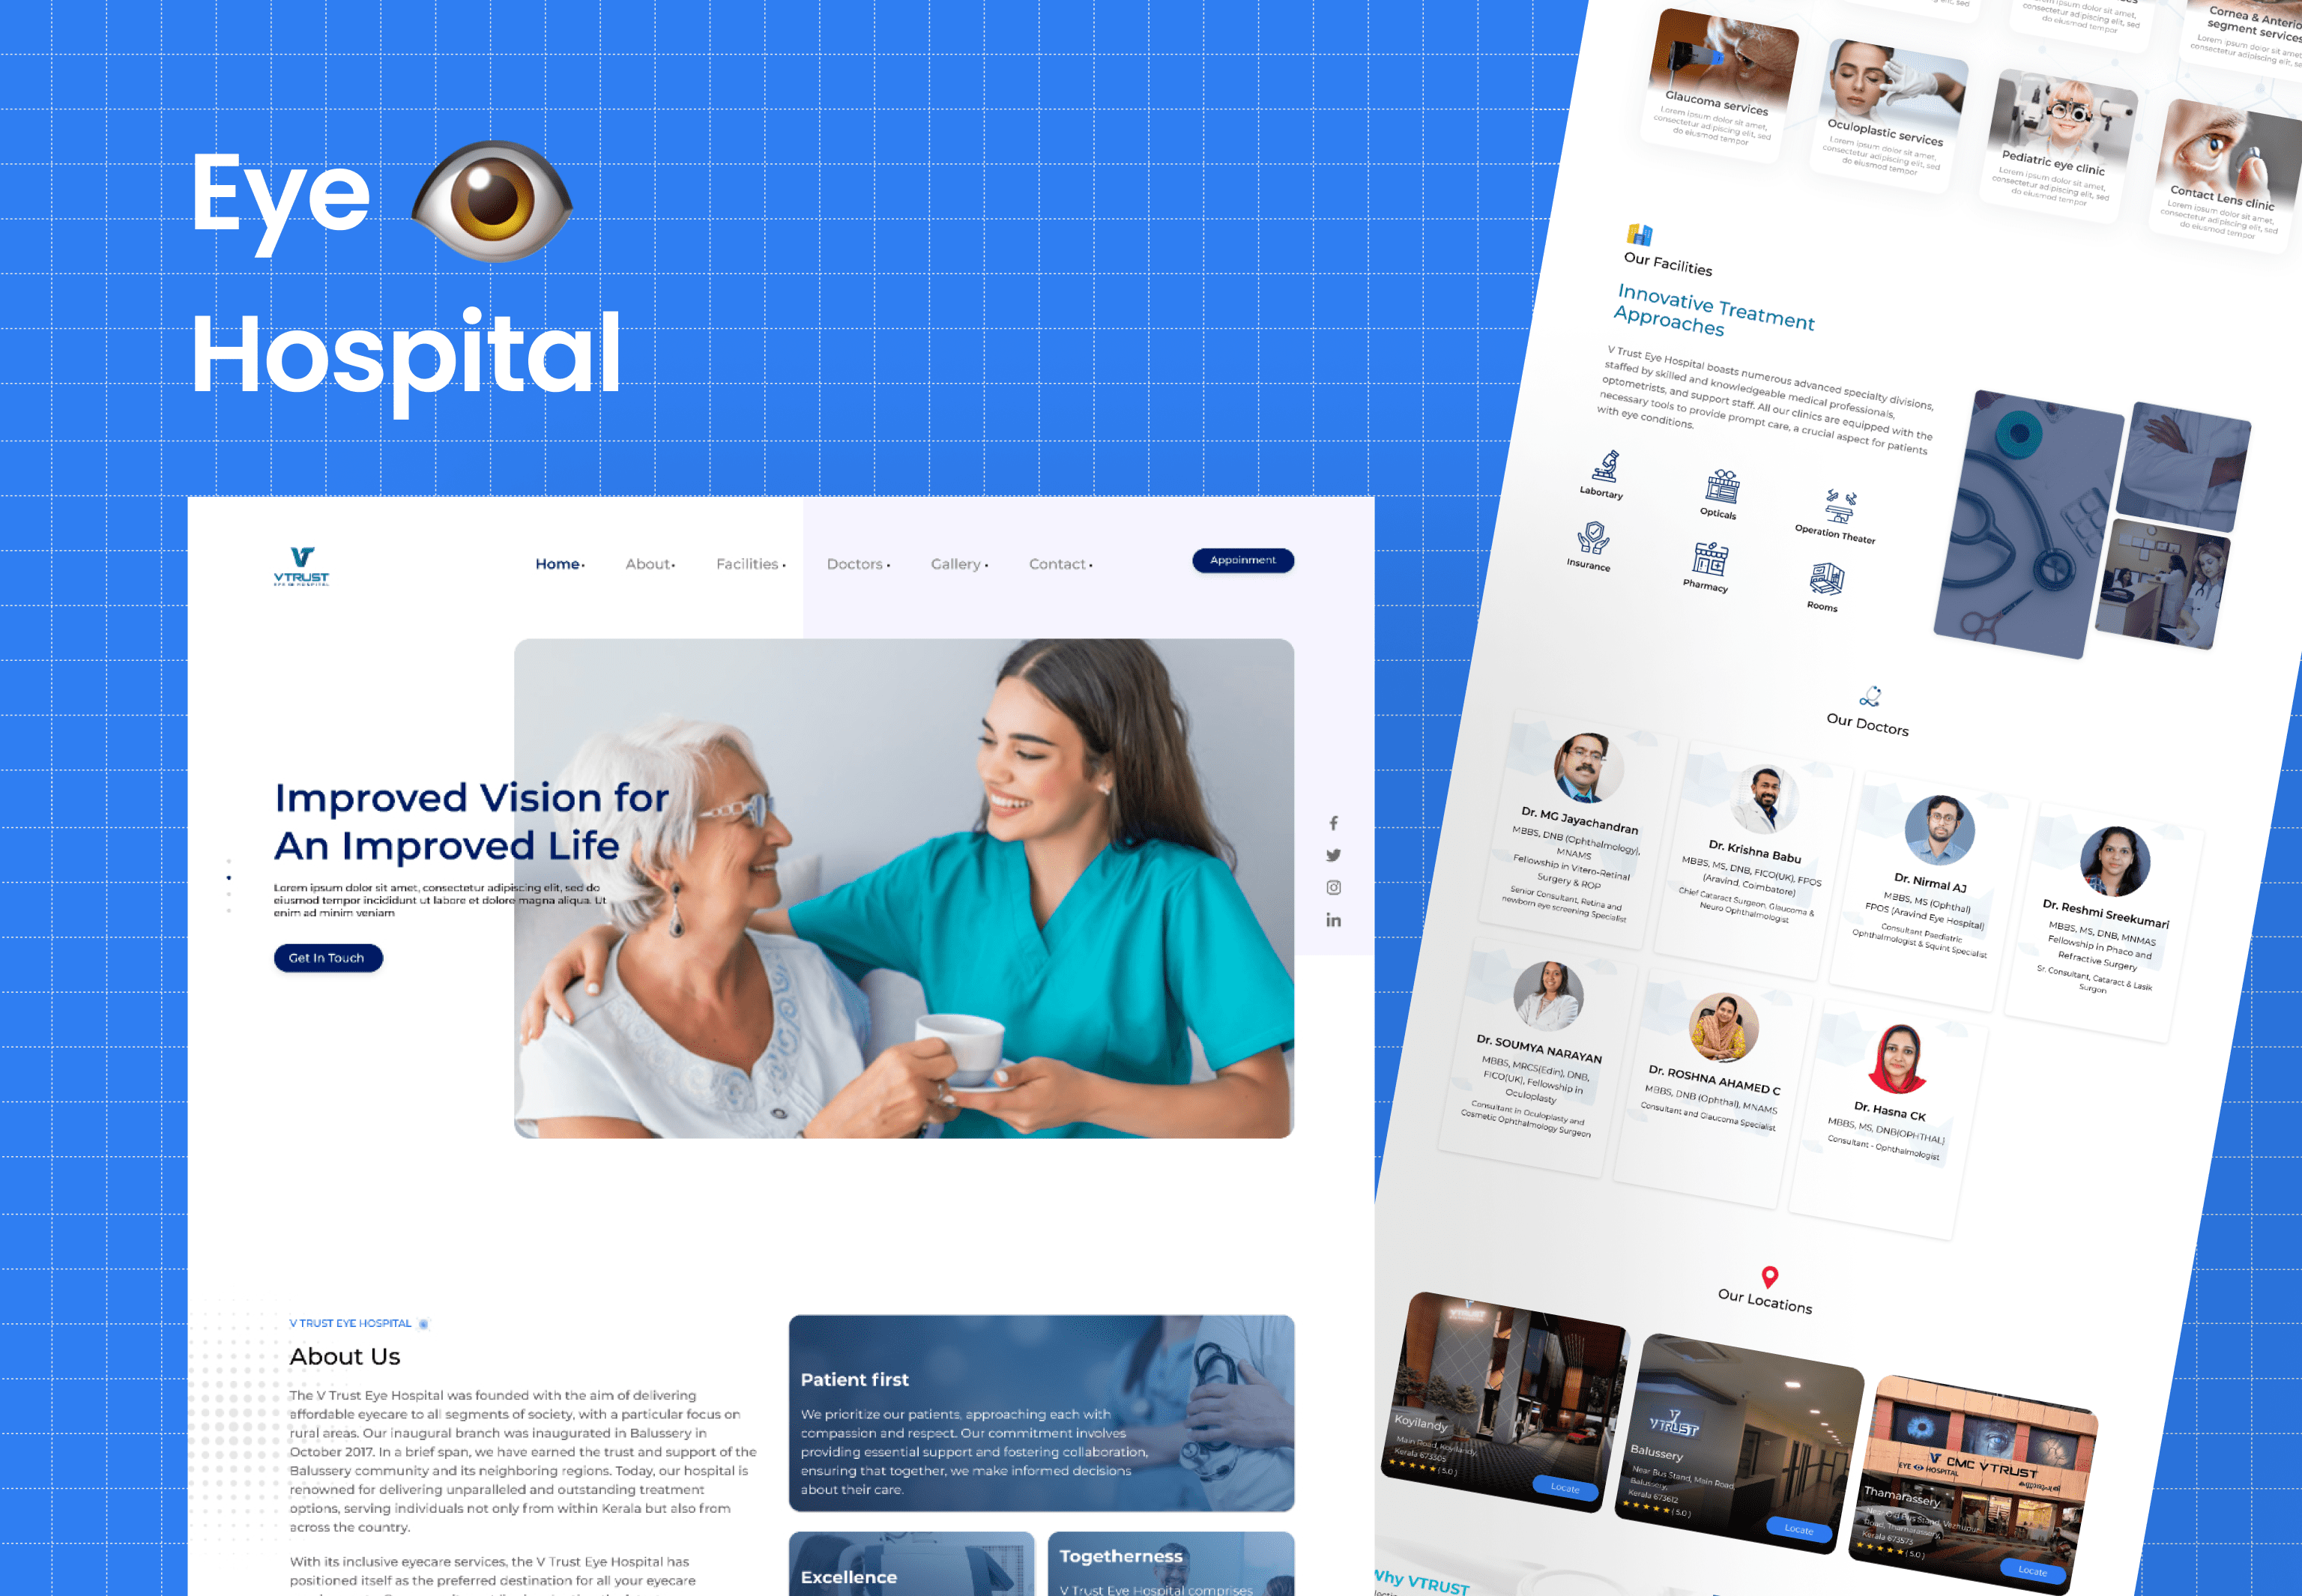 Eye
Hospital
VTRUST
EYE HOSPITAL
Home
About
Facilities
Doctors
Gallery
Contact
Appoinment
Improved Vision for
An Improved Life
Lorem ipsum dolor sit amet, consectetur adipiscing elit, sed do
eiusmod tempor incididunt ut labore et dolore magna aliqua. Ut
enim ad minim veniam
Get In Touch
V TRUST EYE HOSPITAL
About Us
The V Trust Eye Hospital was founded with the aim of delivering
affordable eyecare to all segments of society, with a particular focus on
rural areas. Our inaugural branch was inaugurated in Balussery in
October 2017. In a brief span, we have earned the trust and support of the
Balussery community and its neighboring regions. Today, our hospital is
renowned for delivering unparalleled and outstanding treatment
options, serving individuals not only from within Kerala but also from
across the country.
With its inclusive eyecare services, the V Trust Eye Hospital has
positioned itself as the preferred destination for all your eyecare
Patient first
We prioritize our patients, approaching each with
compassion and respect. Our commitment involves
providing essential support and fostering collaboration,
ensuring that together, we make informed decisions
about their care.
Excellence
Togetherness
V Trust Eye Hospital comprises
consectetur adipiscing elit, sed
do eiusmod tempor
Cornea & Anterio
segment services
Lorem ipsum dolor sit amet
consectetur adipiscing elit, se
Glaucoma services
Lorem ipsum dolor sit amet,
consectetur adipiscing elit, sed
do eiusmod tempor
Oculoplastic services
Lorem ipsum dolor sit amet,
consectetur adipiscing elit, sed
do eiusmod tempor
Pediatric eye clinic
Lorem ipsum dolor sit amet,
consectetur adipiscing elit, sed
do eiusmod tempor
Contact Lens clinic
Lorem ipsum dolor sit amet,
consectetur adipiscing elit, sed
do eiusmod tempor
Our Facilities
Innovative Treatment
Approaches
V Trust Eye Hospital boasts numerous advanced specialty divisions,
staffed by skilled and knowledgeable medical professionals,
optometrists, and support staff. All our clinics are equipped with the
necessary tools to provide prompt care, a crucial aspect for patients
with eye conditions.
Labortary
Opticals
Operation Theater
Insurance
Pharmacy
Rooms
Our Doctors
Dr. MG Jayachandran
MBBS, DNB (Ophthalmology),
MNAMS
Fellowship in Vitero-Retinal
Surgery & ROP
Senior Consultant, Retina and
newborn eye screening Specialist
Dr. Krishna Babu
MBBS, MS, DNB, FICO(UK), FPOS
(Aravind, Coimbatore)
Chief Cataract Surgeon, Glaucoma &
Neuro Ophthalmologist
Dr. Nirmal AJ
MBBS, MS (Ophthal)
FPOS (Aravind Eye Hospital)
Consultant Paediatric
Ophthalmologist & Squint Specialist
Dr. Reshmi Sreekumari
MBBS, MS, DNB, MNMAS
Fellowship in Phaco and
Refractive Surgery
Sr. Consultant, Cataract & Lasik
Surgon
Dr. SOUMYA NARAYAN
MBBS, MRCS(Edin), DNB,
FICO(UK), Fellowship in
Oculoplasty
Consultant in Oculoplasty and
Cosmetic Ophthalmology Surgeon
Dr. ROSHNA AHAMED C
MBBS, DNB (Ophthal), MNAMS
Consultant and Glaucoma Specialist
Dr. Hasna CK
MBBS, MS, DNB(OPHTHAL)
Consultant - Ophthalmologist
Our Locations
VTRUST
Koyilandy
Main Road, Koyilandy,
Kerala 673305
(5.0)
Locate
VTRUST
Balussery
Near Bus Stand, Main Road,
Balussery,
Kerala 673612
(5.0)
Locate
CMC VTRUST
EYE HOSPITAL
Thamarassery
Near Old Bus Stand, Vezhupur
Road, Thamarassery,
Kerala 673573
(5.0)
Locate
Why VTRUST